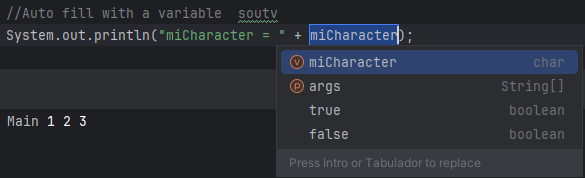 //Auto fill with a variable  soutv
System.out.println("miCharacter = " + miCharacter);
v miCharacter char
p args String[]
true boolean
false boolean
Main 1 2 3
Press Intro or Tabulador to replace